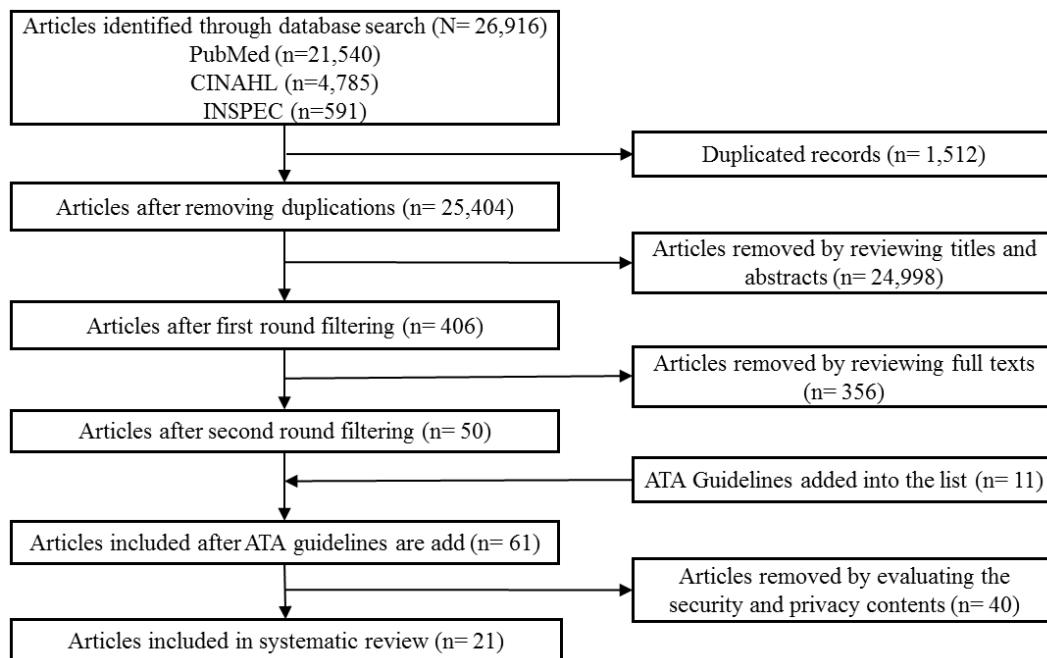 Articles identified through database search (N= 26,916)
PubMed (n=21,540)
CINAHL (n=4,785)
INSPEC (n=591)
Duplicated records (n= 1,512)
Articles after removing duplications (n= 25,404)
Articles removed by reviewing titles and
abstracts (n= 24,998)
Articles after first round filtering (n= 406)
Articles removed by reviewing full texts
(n= 356)
Articles after second round filtering (n= 50)
ATA Guidelines added into the list (n= 11)
Articles included after ATA guidelines are add (n= 61)
Articles removed by evaluating the
security and privacy contents (n= 40)
Articles included in systematic review (n= 21)